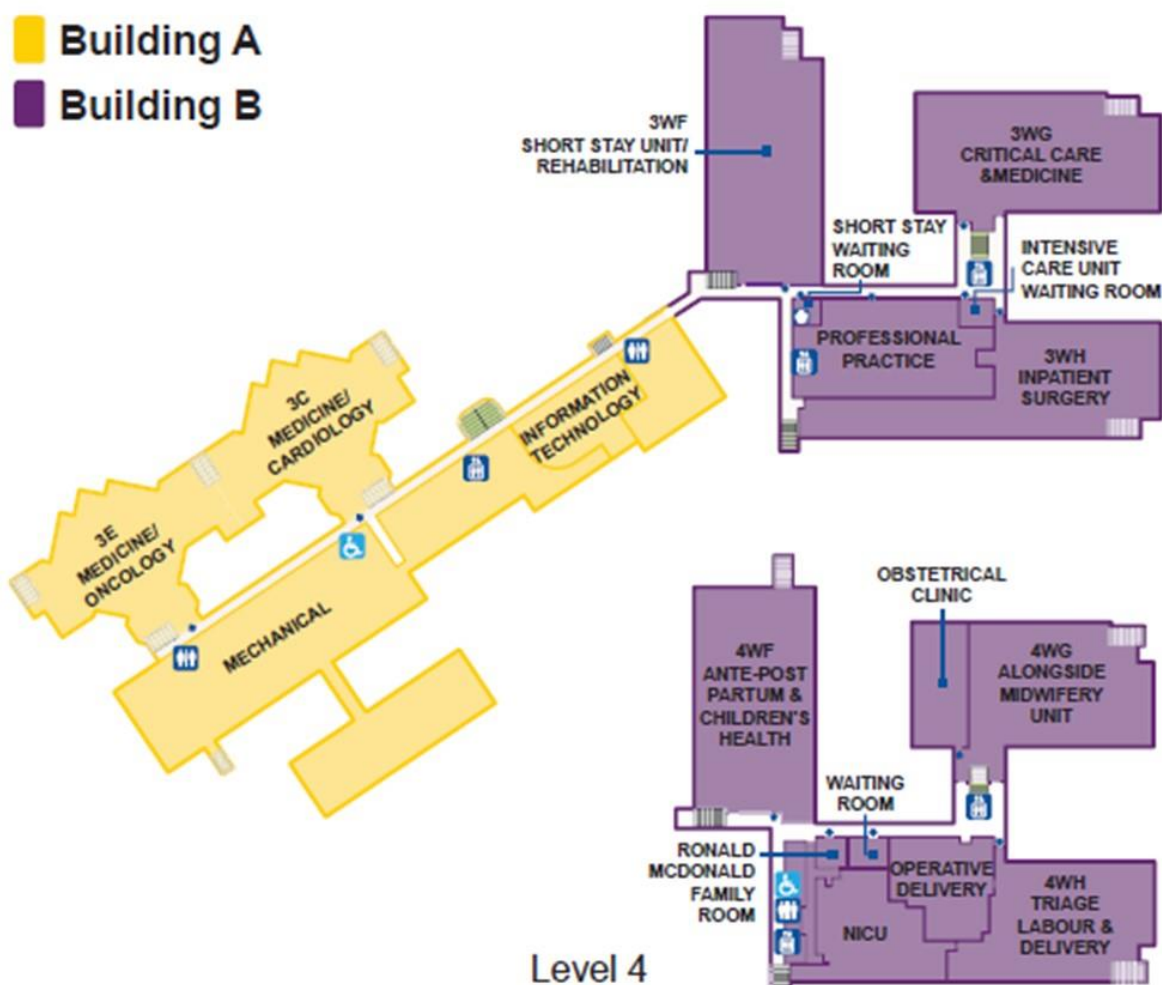 Building A
Building B
3WF
SHORT STAY UNIT/
REHABILITATION
3WG
CRITICAL CARE
&MEDICINE
SHORT STAY
WAITING
ROOM
INTENSIVE
CARE UNIT
WAITING ROOM
PROFESSIONAL
PRACTICE
3WH
INPATIENT
SURGERY
INFORMATION
TECHNOLOGY
3C
MEDICINE/
CARDIOLOGY
3E
MEDICINE/
ONCOLOGY
MECHANICAL
OBSTETRICAL
CLINIC
4WF
ANTE-POST
PARTUM &
CHILDREN'S
HEALTH
4WG
ALONGSIDE
MIDWIFERY
UNIT
WAITING
ROOM
RONALD
MCDONALD
FAMILY
ROOM
OPERATIVE
DELIVERY
NICU
4WH
TRIAGE
LABOUR &
DELIVERY
Level 4